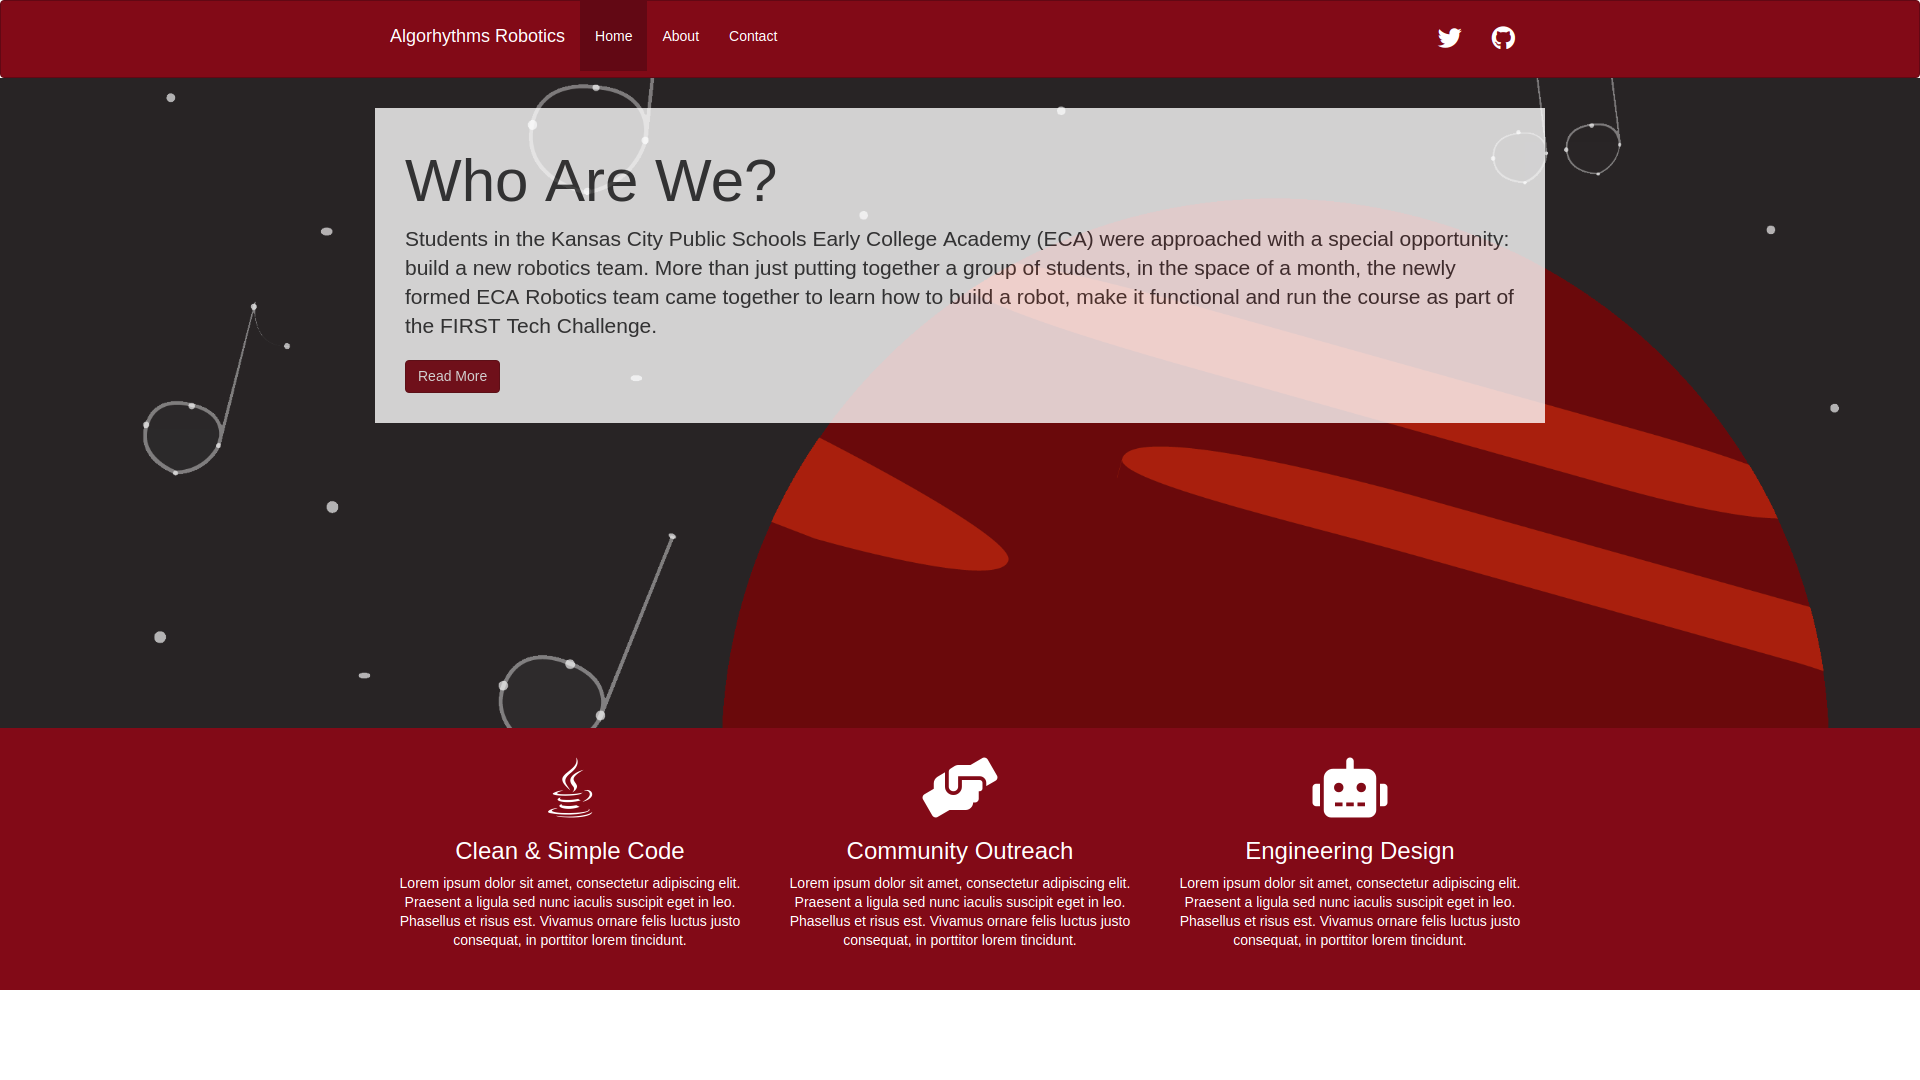 Algorhythms Robotics
Home
About
Contact
Who Are We?
Students in the Kansas City Public Schools Early College Academy (ECA) were approached with a special opportunity:
build a new robotics team. More than just putting together a group of students, in the space of a month, the newly
formed ECA Robotics team came together to learn how to build a robot, make it functional and run the course as part of
the FIRST Tech Challenge.
Read More
Clean & Simple Code
Lorem ipsum dolor sit amet, consectetur adipiscing elit.
Praesent a ligula sed nunc iaculis suscipit eget in leo.
Phasellus et risus est. Vivamus ornare felis luctus justo
consequat, in porttitor lorem tincidunt.
Community Outreach
Lorem ipsum dolor sit amet, consectetur adipiscing elit.
Praesent a ligula sed nunc iaculis suscipit eget in leo.
Phasellus et risus est. Vivamus ornare felis luctus justo
consequat, in porttitor lorem tincidunt.
Engineering Design
Lorem ipsum dolor sit amet, consectetur adipiscing elit.
Praesent a ligula sed nunc iaculis suscipit eget in leo.
Phasellus et risus est. Vivamus ornare felis luctus justo
consequat, in porttitor lorem tincidunt.